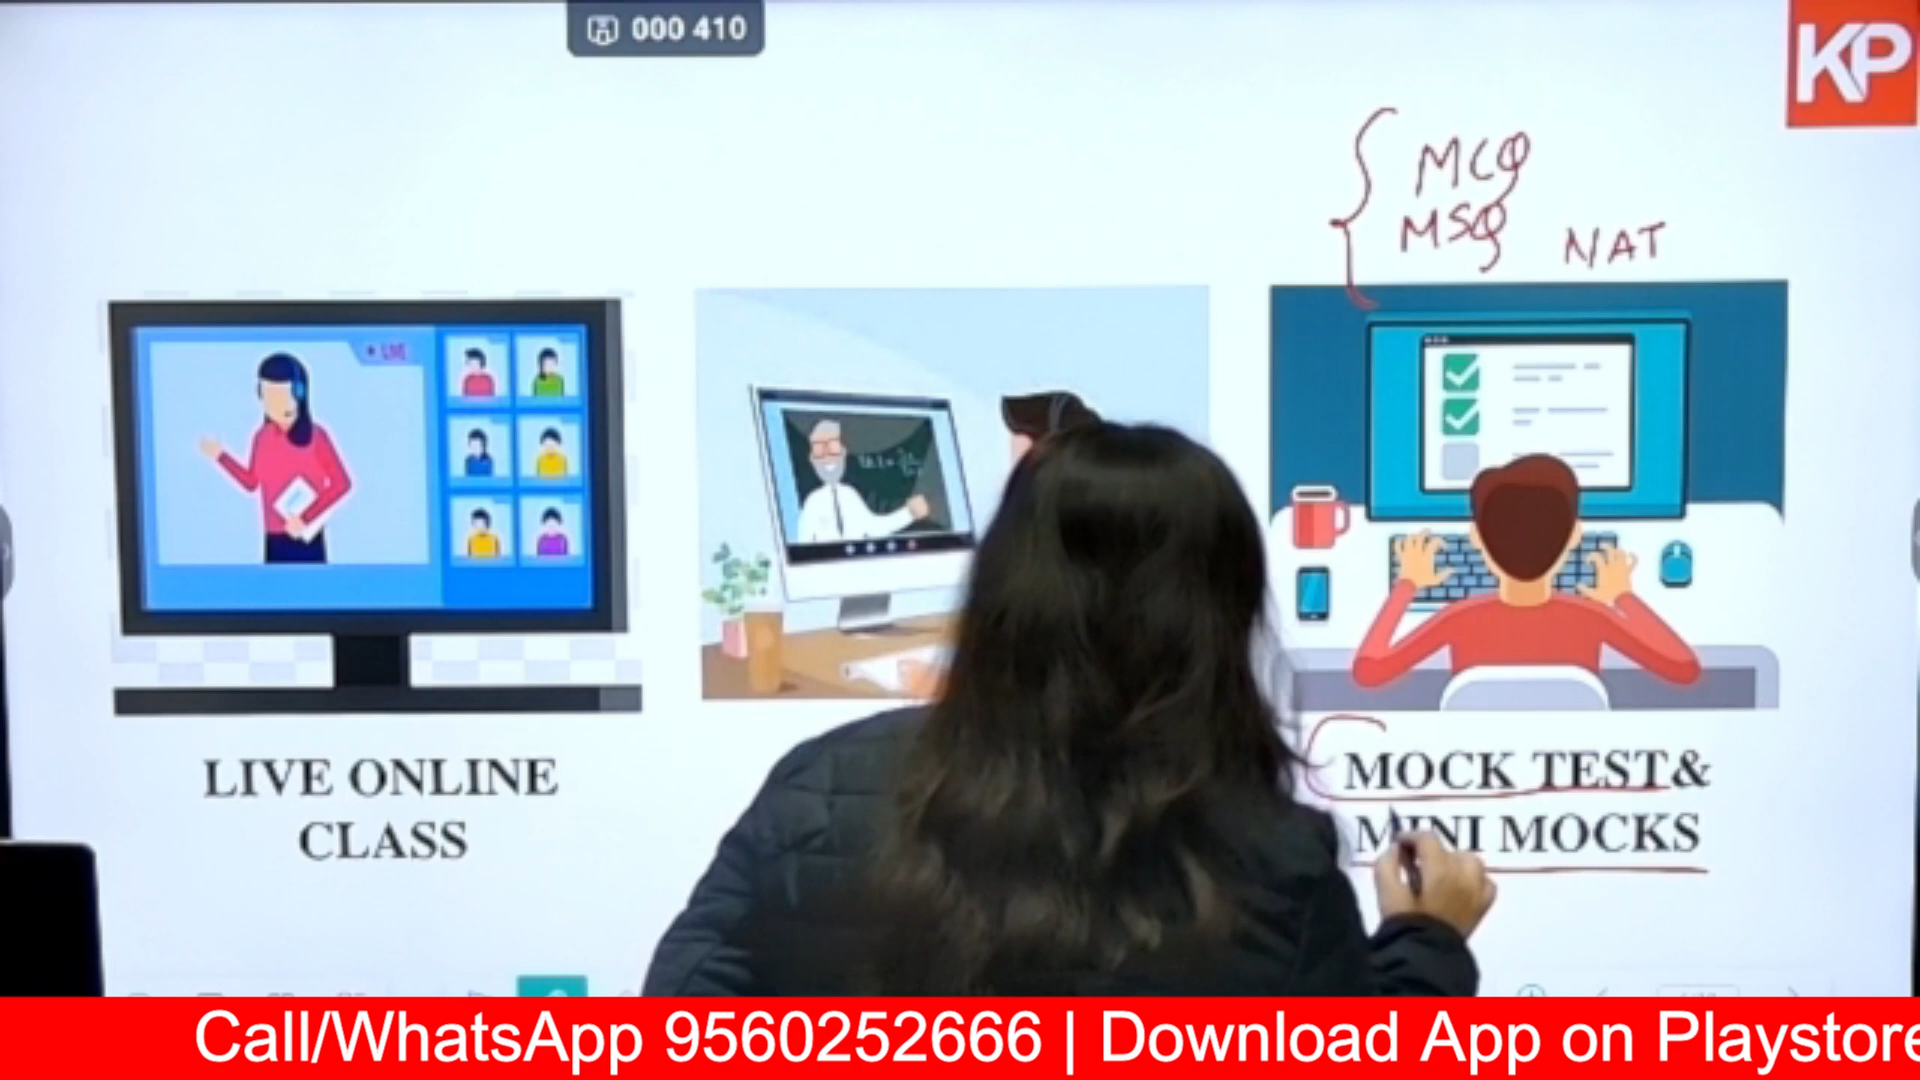 000 410
KP
MCQ
MSQ NAT
LIVE
LIVE ONLINE
CLASS
MOCK TEST&
MINI MOCKS
Call/WhatsApp 9560252666 | Download App on Playstore